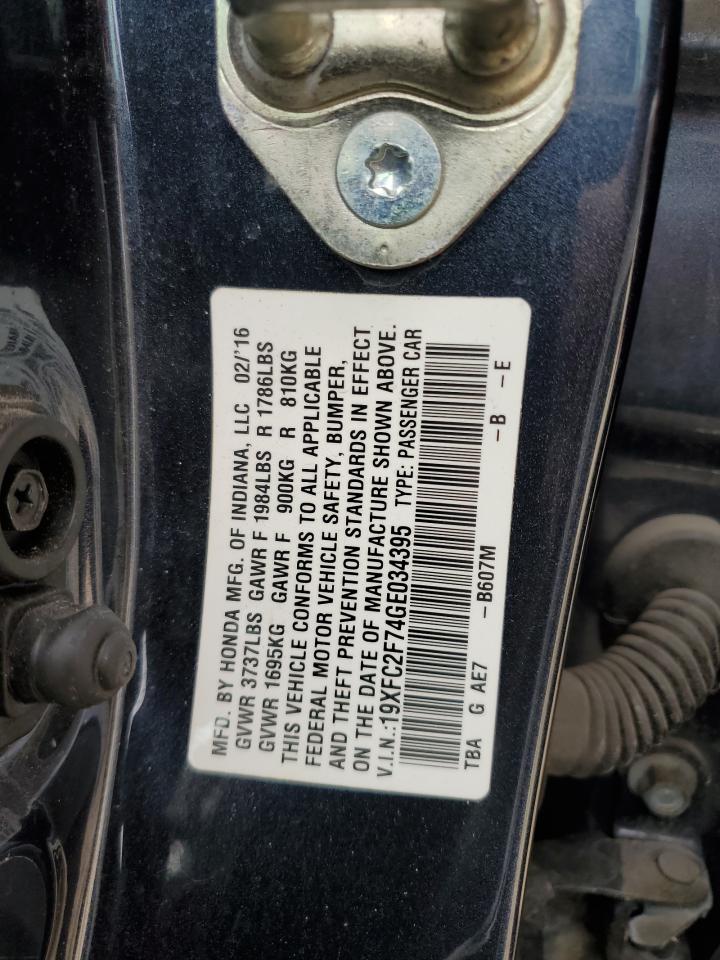 MFD. BY HONDA MFG. OF INDIANA, LLC 02/'16
GVWR 3737LBS GAWR F 1984LBS R 1786LBS
GVWR 1695KG GAWR F 900KG R 810KG
THIS VEHICLE CONFORMS TO ALL APPLICABLE
FEDERAL MOTOR VEHICLE SAFETY, BUMPER,
AND THEFT PREVENTION STANDARDS IN EFFECT
ON THE DATE OF MANUFACTURE SHOWN ABOVE.
V.I.N.:19XFC2F74GE034395 TYPE: PASSENGER CAR
TBA G AE7 –B607M –B –E